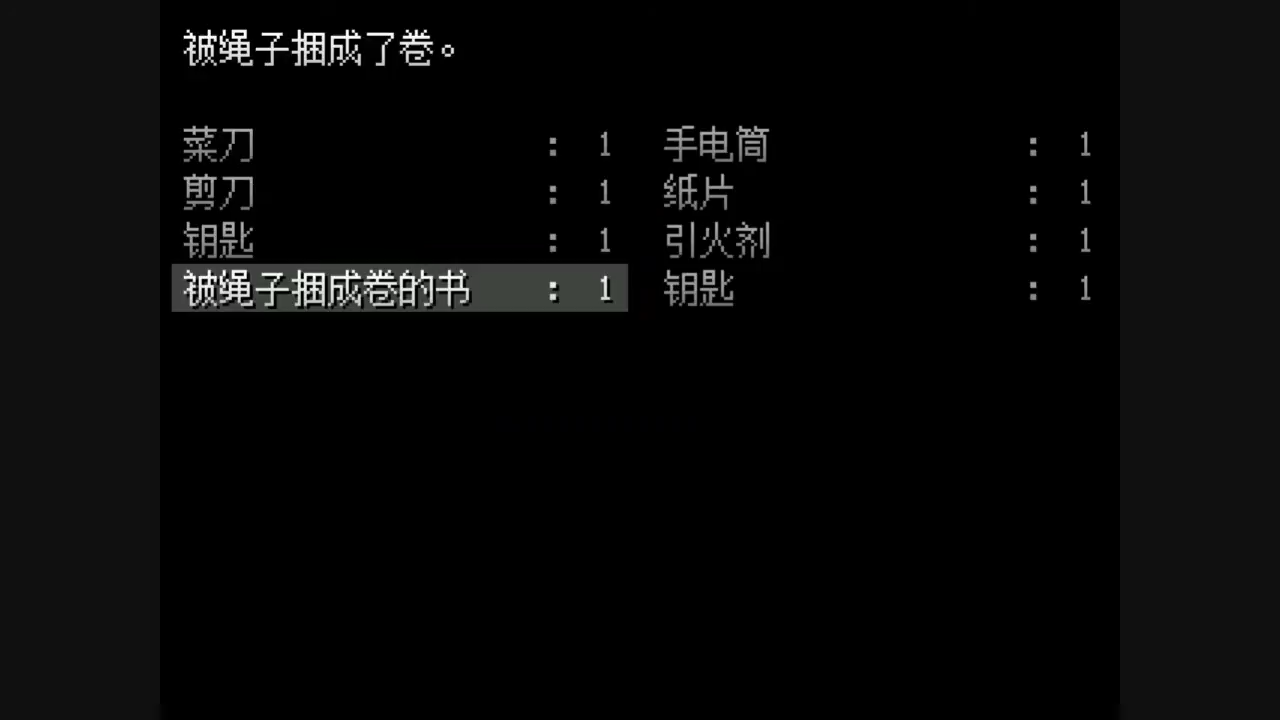 被绳子捆成了卷。
菜刀 : 1 手电筒 : 1
剪刀 : 1 纸片 : 1
钥匙 : 1 引火剂 : 1
被绳子捆成卷的书 : 1 钥匙 : 1